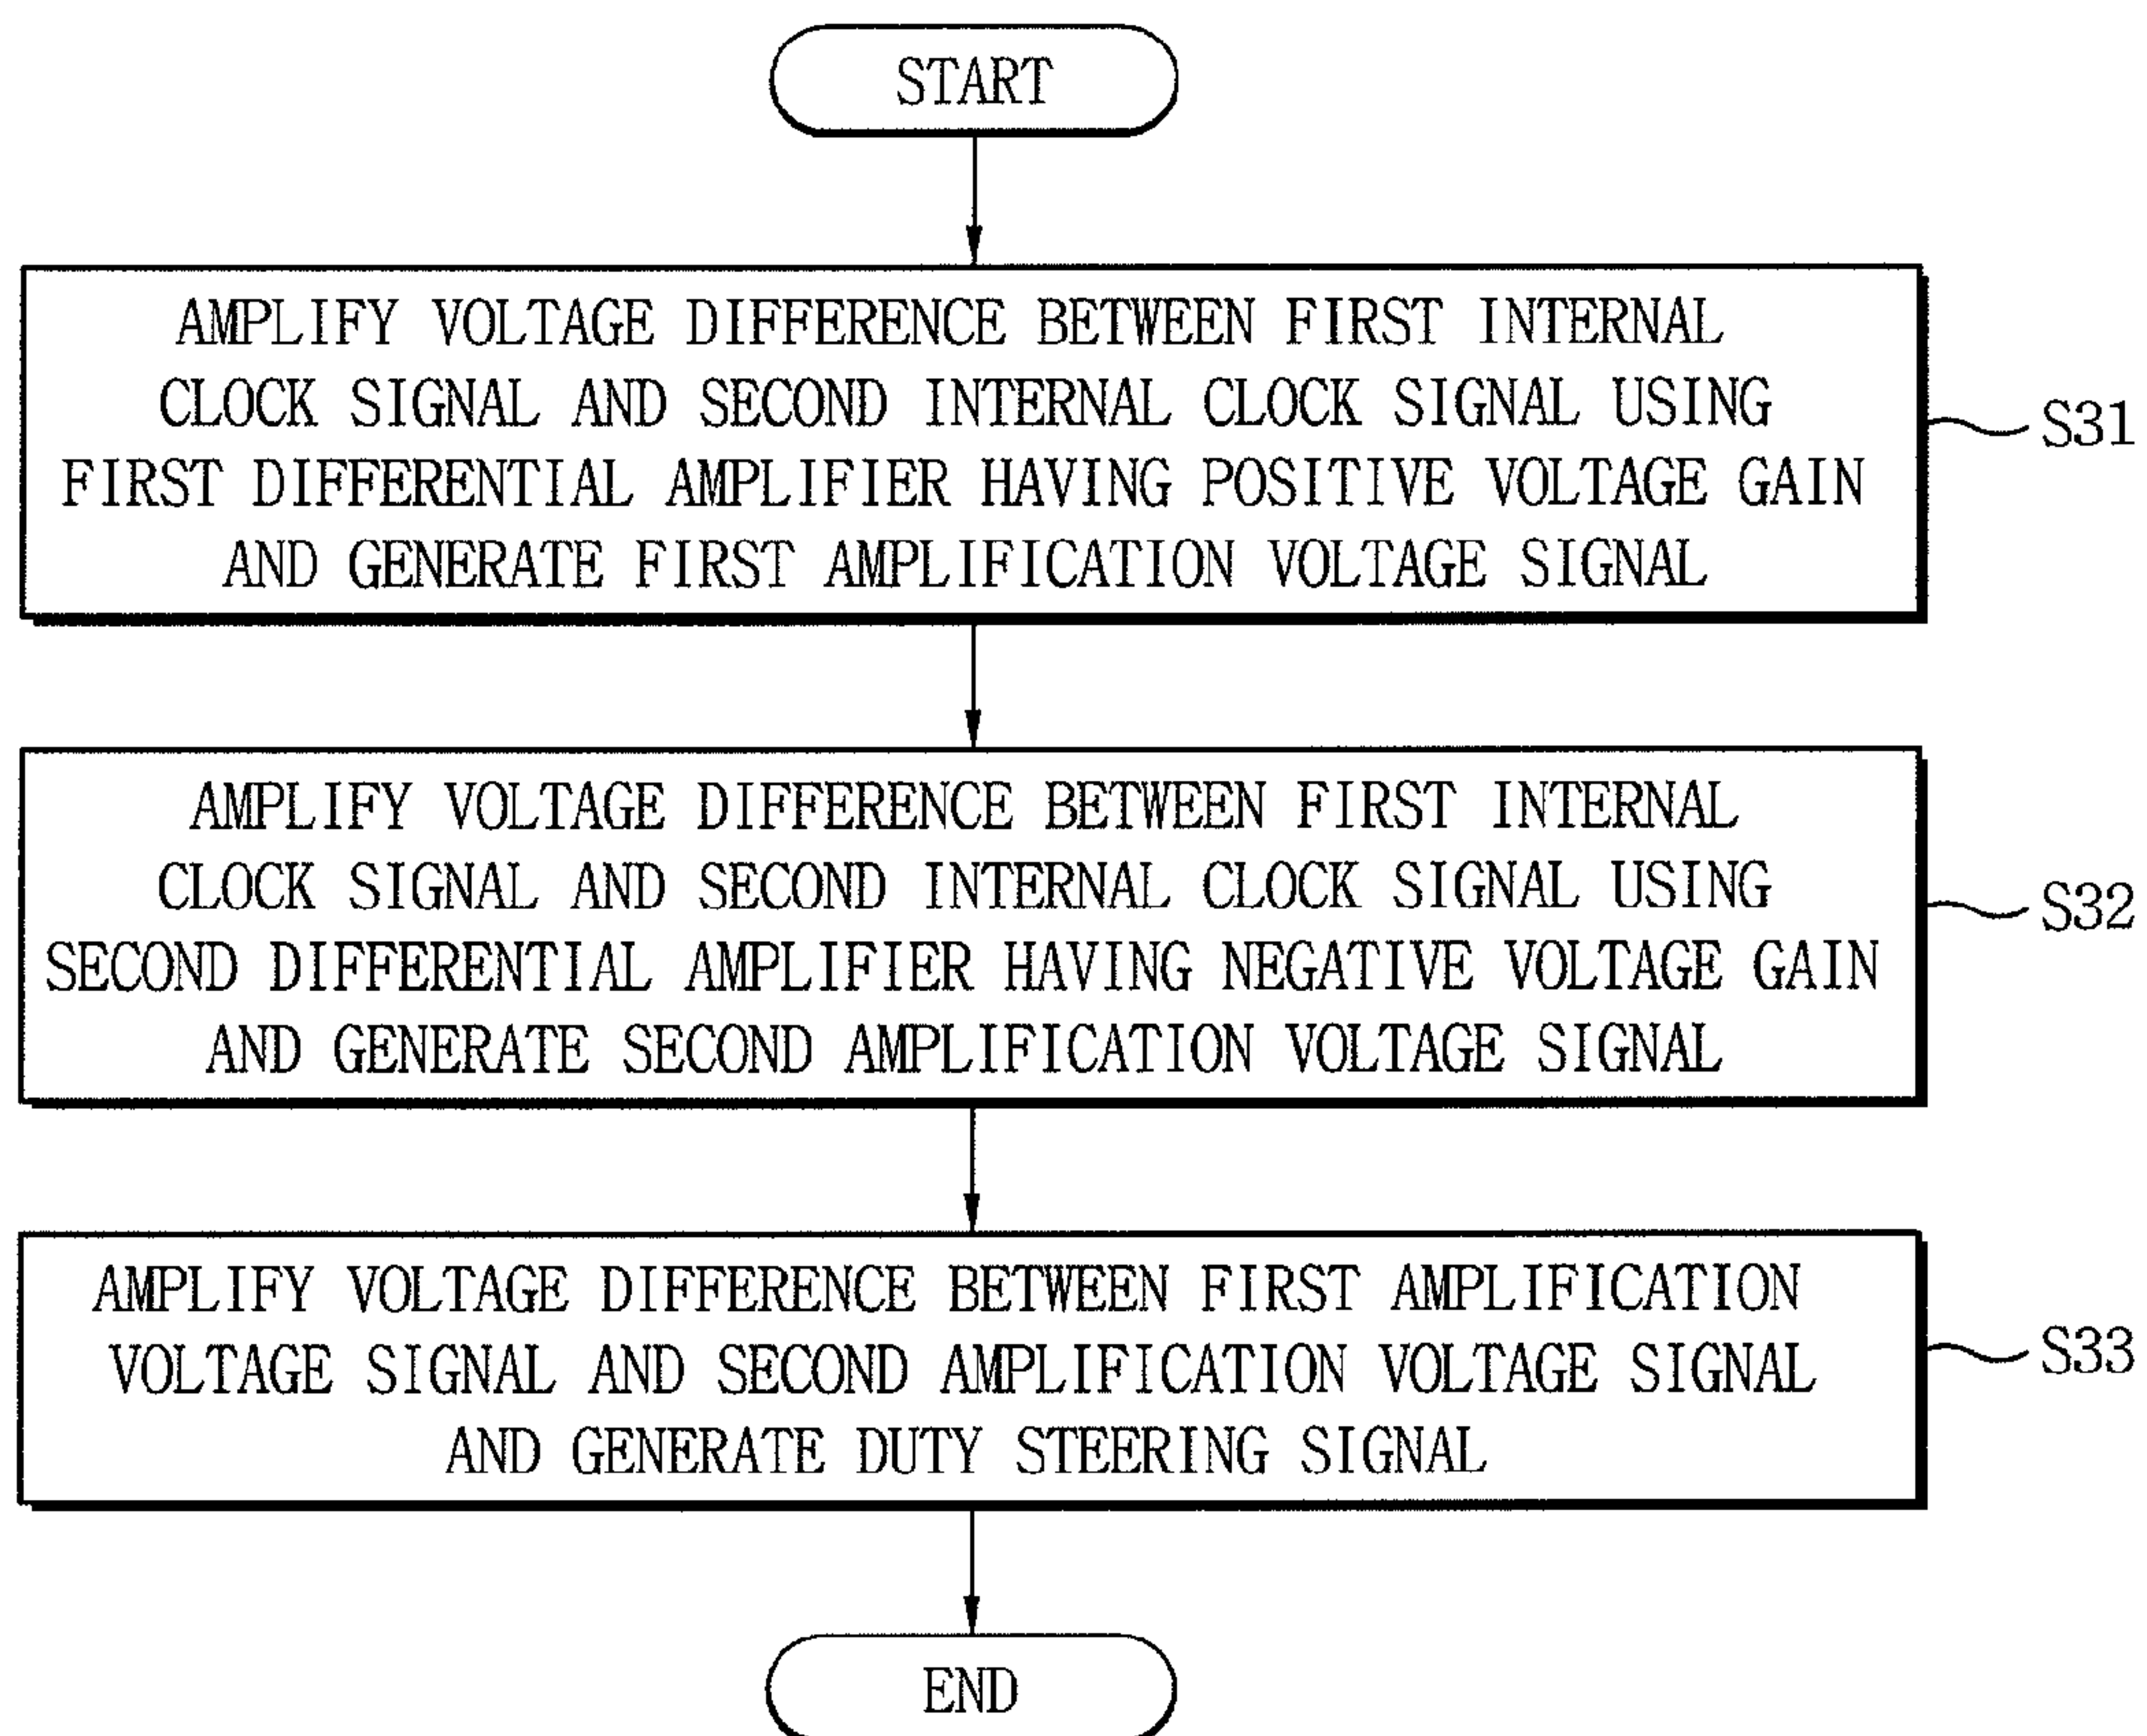 START
AMPLIFY VOLTAGE DIFFERENCE BETWEEN FIRST INTERNAL
CLOCK SIGNAL AND SECOND INTERNAL CLOCK SIGNAL USING
FIRST DIFFERENTIAL AMPLIFIER HAVING POSITIVE VOLTAGE GAIN
AND GENERATE FIRST AMPLIFICATION VOLTAGE SIGNAL
S31
AMPLIFY VOLTAGE DIFFERENCE BETWEEN FIRST INTERNAL
CLOCK SIGNAL AND SECOND INTERNAL CLOCK SIGNAL USING
SECOND DIFFERENTIAL AMPLIFIER HAVING NEGATIVE VOLTAGE GAIN
AND GENERATE SECOND AMPLIFICATION VOLTAGE SIGNAL
S32
AMPLIFY VOLTAGE DIFFERENCE BETWEEN FIRST AMPLIFICATION
VOLTAGE SIGNAL AND SECOND AMPLIFICATION VOLTAGE SIGNAL
AND GENERATE DUTY STEERING SIGNAL
S33
END